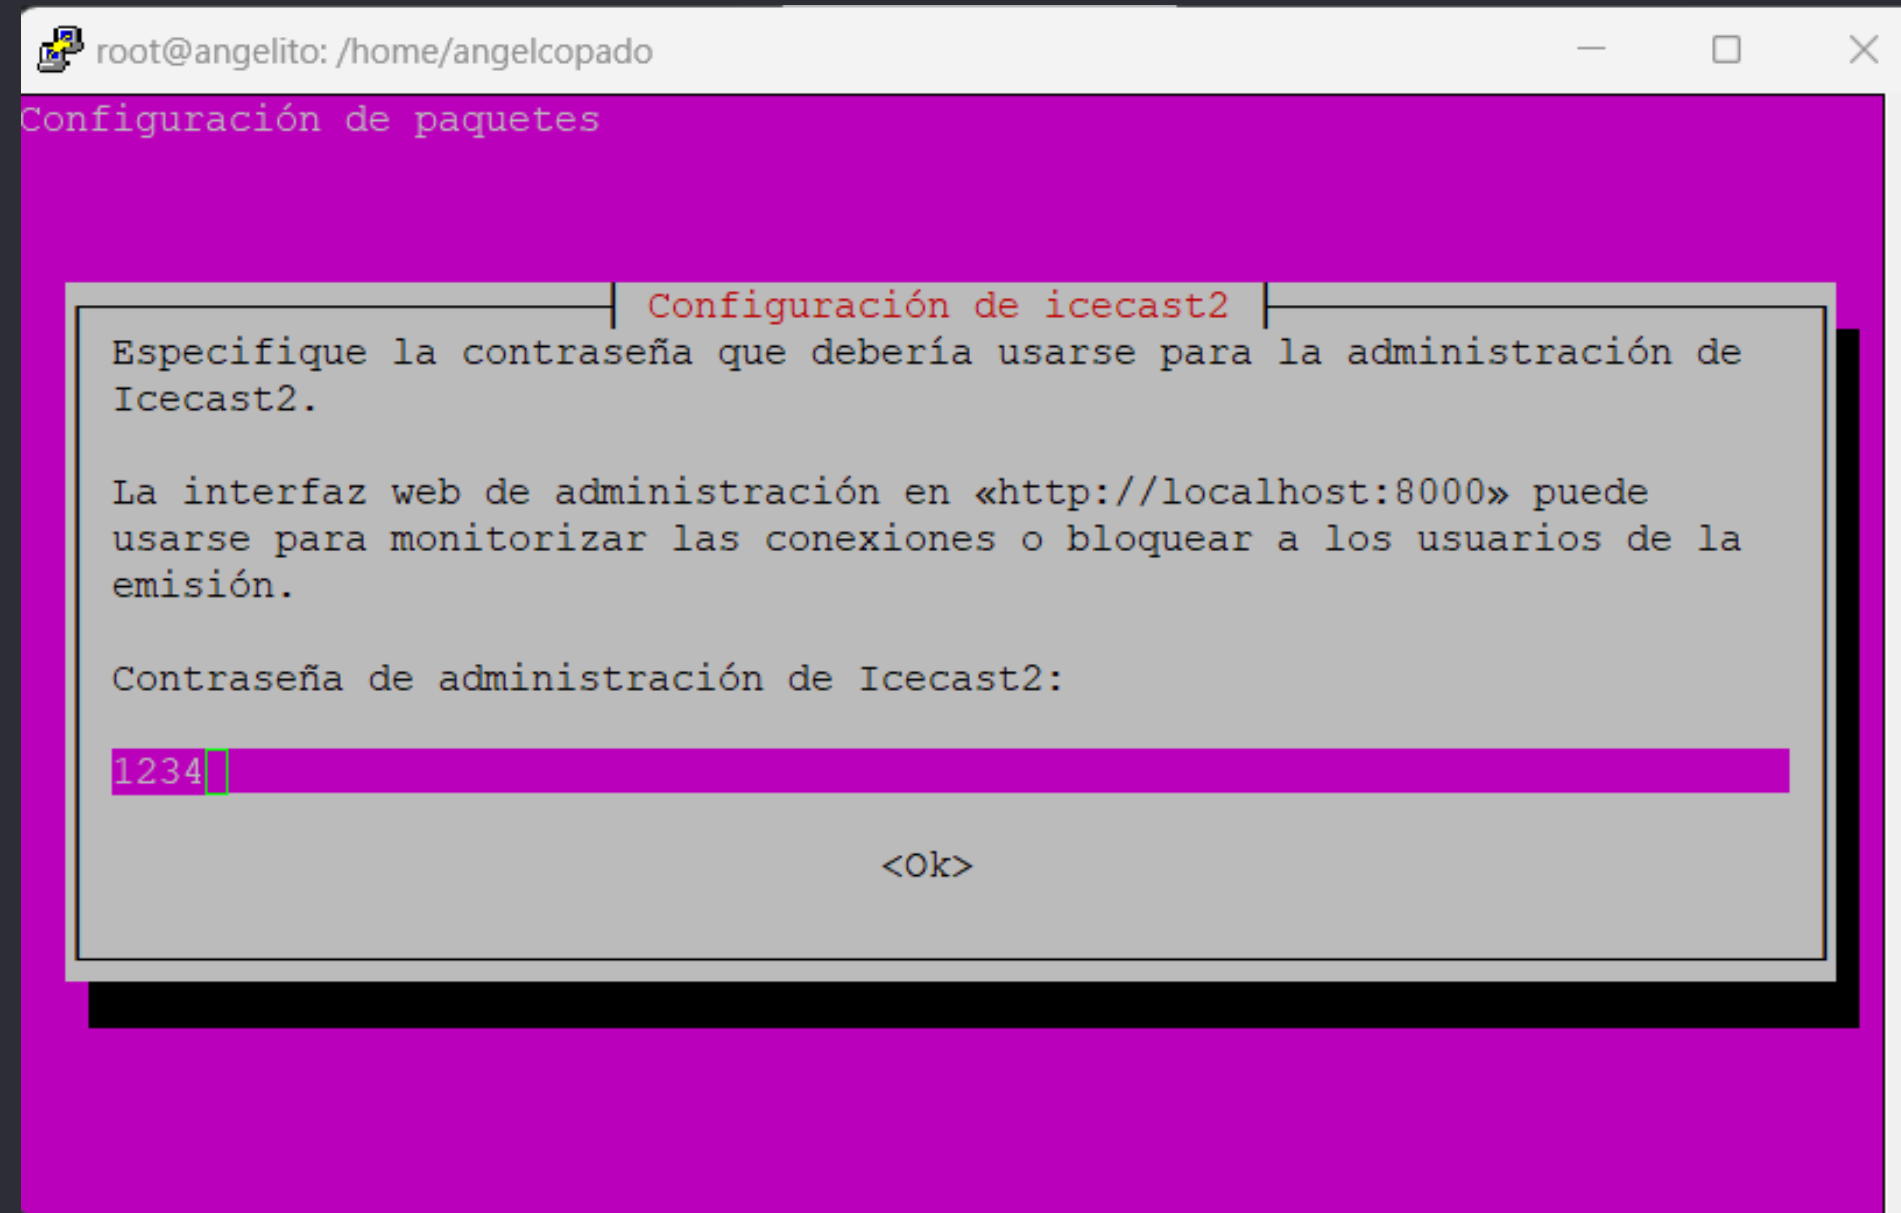 root@angelito: /home/angelcopado
Configuración de paquetes
Configuración de icecast2
Especifique la contraseña que debería usarse para la administración de
Icecast2.
La interfaz web de administración en «http://localhost:8000» puede
usarse para monitorizar las conexiones o bloquear a los usuarios de la
emisión.
Contraseña de administración de Icecast2:
1234
<Ok>